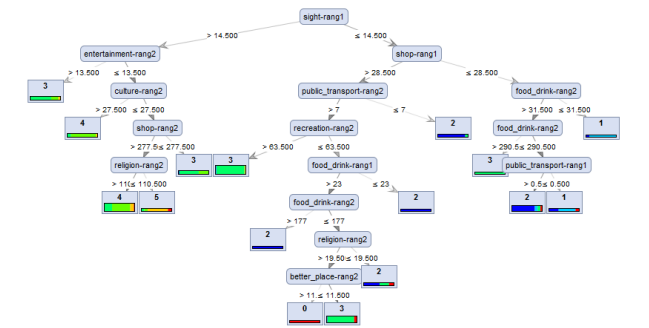 sight-rang1
> 14.500 ≤ 14.500
entertainment-rang2 shop-rang1
> 13.500 ≤ 13.500 > 28.500 ≤ 28.500
3 culture-rang2 public_transport-rang2 food_drink-rang2
> 27.500 ≤ 27.500 > 7 ≤ 7 > 31.500 ≤ 31.500
4 shop-rang2 recreation-rang2 2 food_drink-rang2 1
> 277.5 ≤ 277.500 > 63.500 ≤ 63.500 > 290.5 ≤ 290.500
religion-rang2 3 3 food_drink-rang1 3 public_transport-rang1
> 11( ≤ 110.500 > 23 ≤ 23 > 0.5 ≤ 0.500
4 5 food_drink-rang2 2 2 1
> 177 ≤ 177
2 religion-rang2
> 19.50 ≤ 19.500
better_place-rang2 2
> 11. ≤ 11.500
0 3